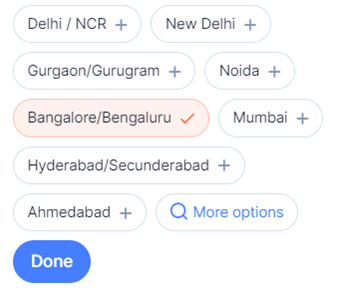 Delhi / NCR + New Delhi +
Gurgaon/Gurugram + Noida +
Bangalore/Bengaluru ✓ Mumbai +
Hyderabad/Secunderabad +
Ahmedabad + More options
Done